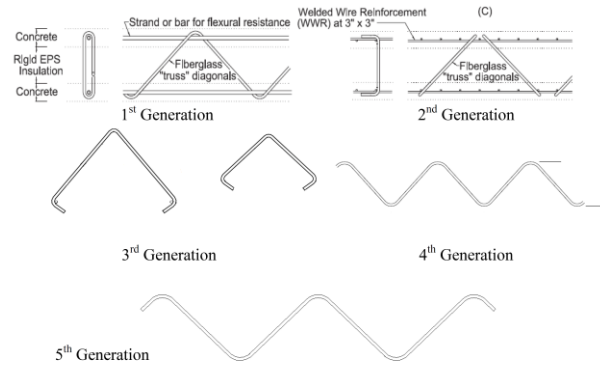 Strand or bar for flexural resistance
Concrete
Rigid EPS
Insulation
Concrete
Fiberglass
"truss" diagonals
1st Generation
Welded Wire Reinforcement
(WWR) at 3" x 3"
(C)
Fiberglass
"truss" diagonals
2nd Generation
3rd Generation
4th Generation
5th Generation